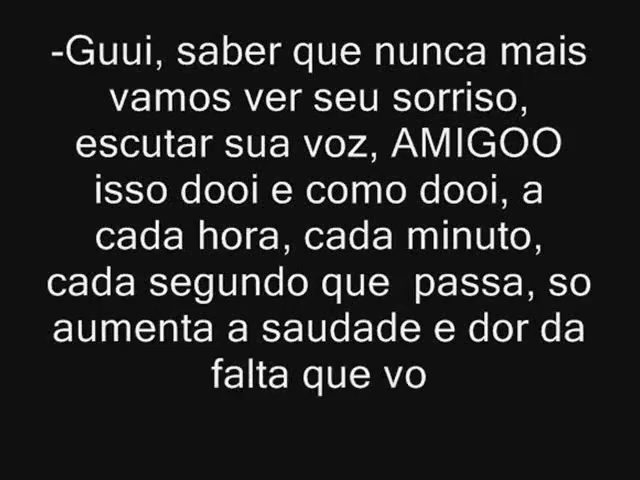 -Guui, saber que nunca mais
vamos ver seu sorriso,
escutar sua voz, AMIGOO
isso dooi e como dooi, a
cada hora, cada minuto,
cada segundo que  passa, so
aumenta a saudade e dor da
falta que vo